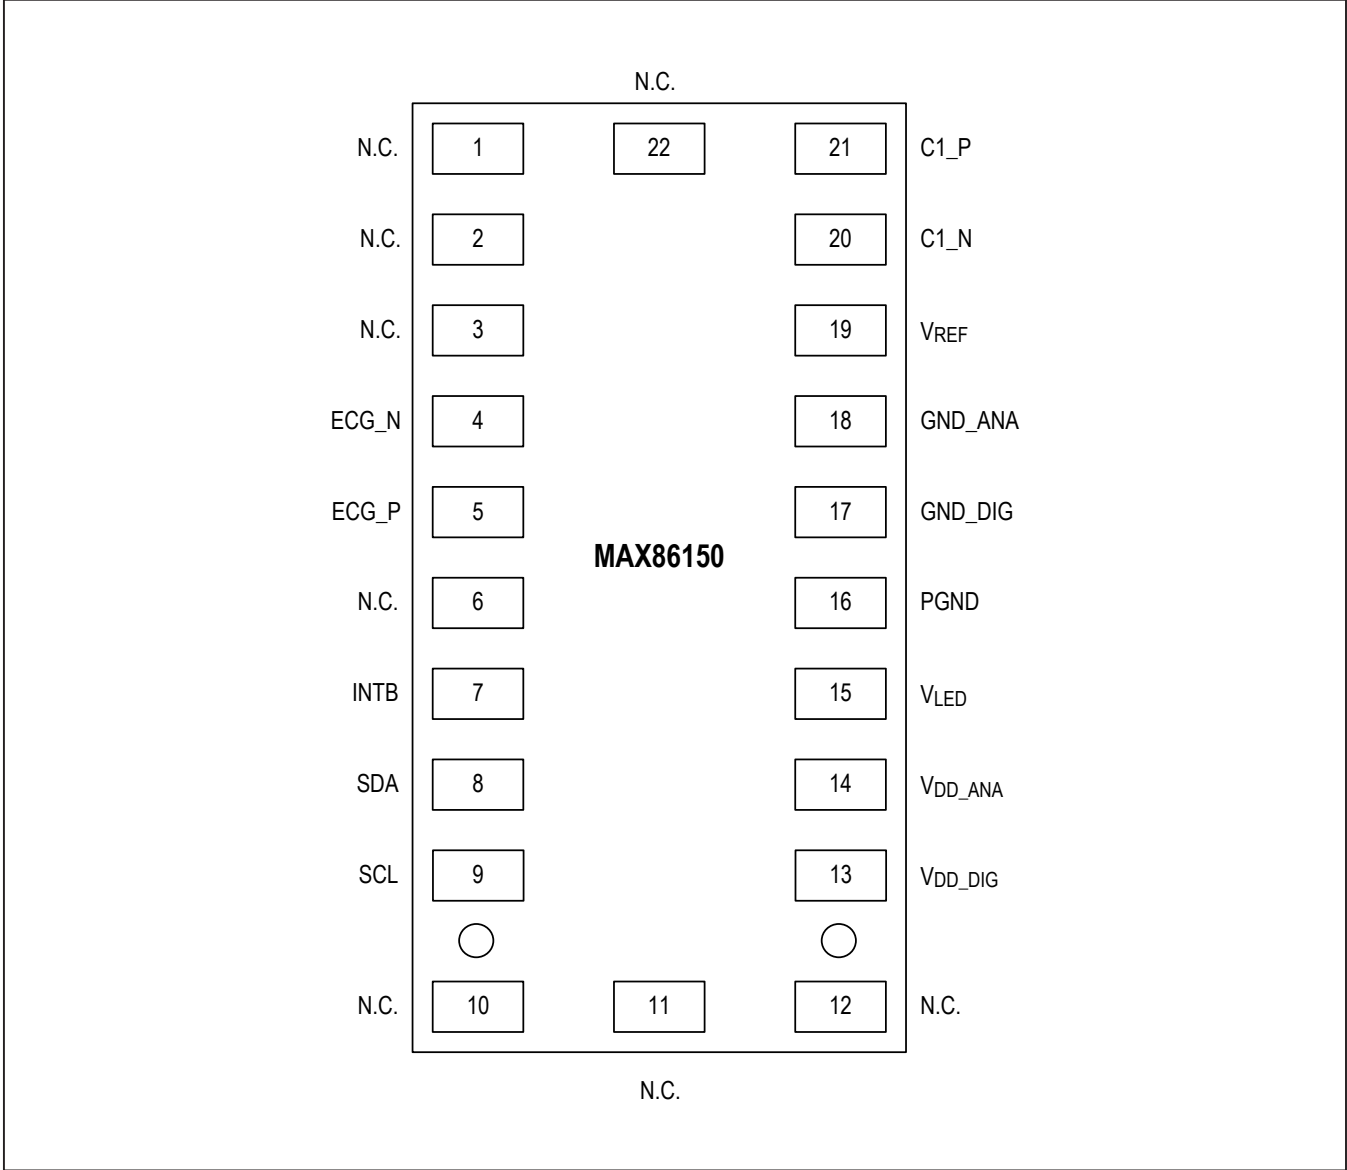 N.C.
N.C. 1 22 21 C1_P
N.C. 2 20 C1_N
N.C. 3 19 VREF
ECG_N 4 18 GND_ANA
ECG_P 5 17 GND_DIG
MAX86150
N.C. 6 16 PGND
INTB 7 15 VLED
SDA 8 14 VDD_ANA
SCL 9 13 VDD_DIG
N.C. 10 11 12 N.C.
N.C.